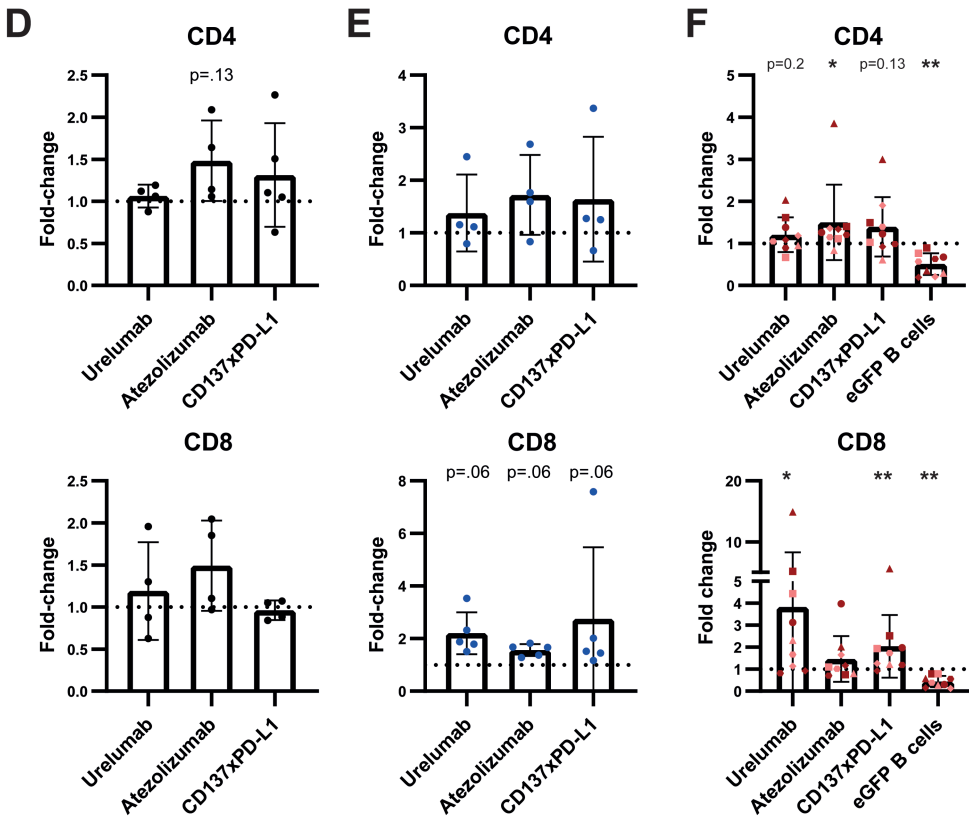 D
CD4
p=.13
Fold-change
2.5
2.0
1.5
1.0
0.5
0.0
Urelumab
Atezolizumab
CD137xPD-L1
E
CD4
Fold-change
4
3
2
1
0
Urelumab
Atezolizumab
CD137xPD-L1
F
CD4
p=0.2
*
p=0.13
**
Fold change
5
4
3
2
1
0
Urelumab
Atezolizumab
CD137xPD-L1
eGFP B cells
CD8
Fold-change
2.5
2.0
1.5
1.0
0.5
0.0
Urelumab
Atezolizumab
CD137xPD-L1
CD8
p=.06
p=.06
p=.06
Fold-change
8
6
4
2
0
Urelumab
Atezolizumab
CD137xPD-L1
CD8
*
**
**
Fold change
20
10
5
4
3
2
1
0
Urelumab
Atezolizumab
CD137xPD-L1
eGFP B cells